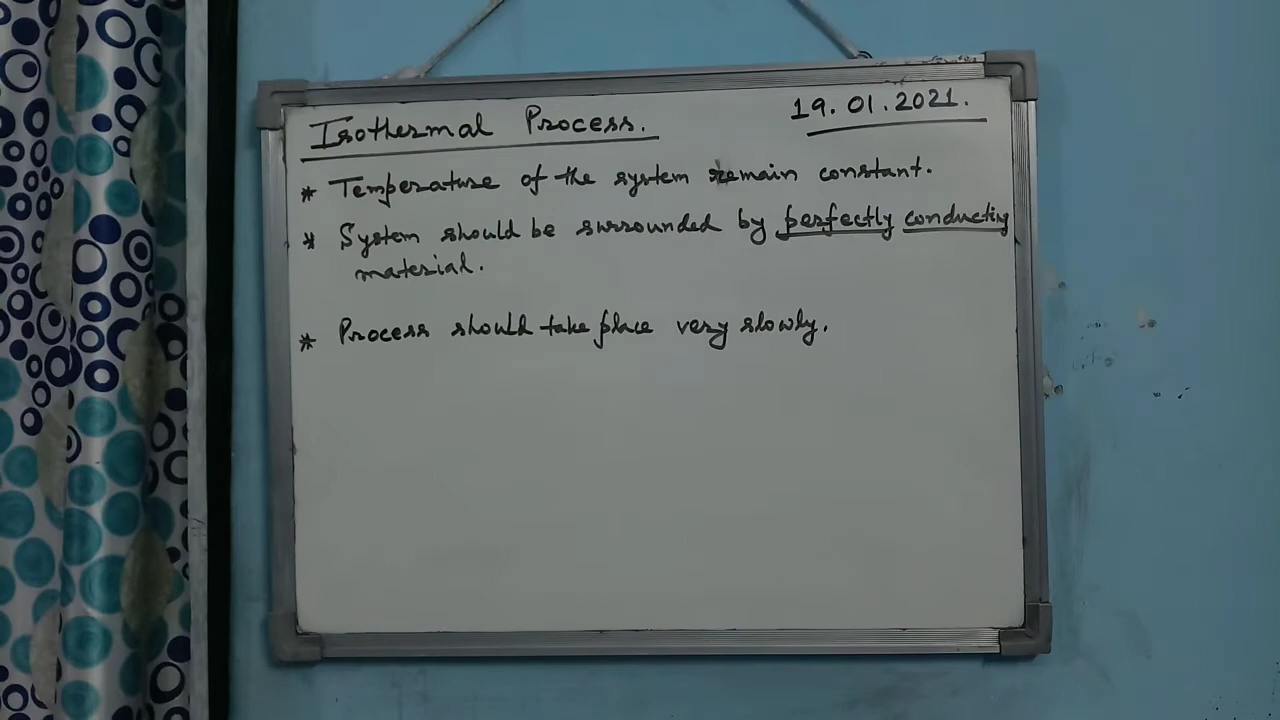 Isothermal Process.
19.01.2021.
* Temperature of the system remain constant.
* System should be surrounded by perfectly conducting
material.
* Process should take place very slowly.